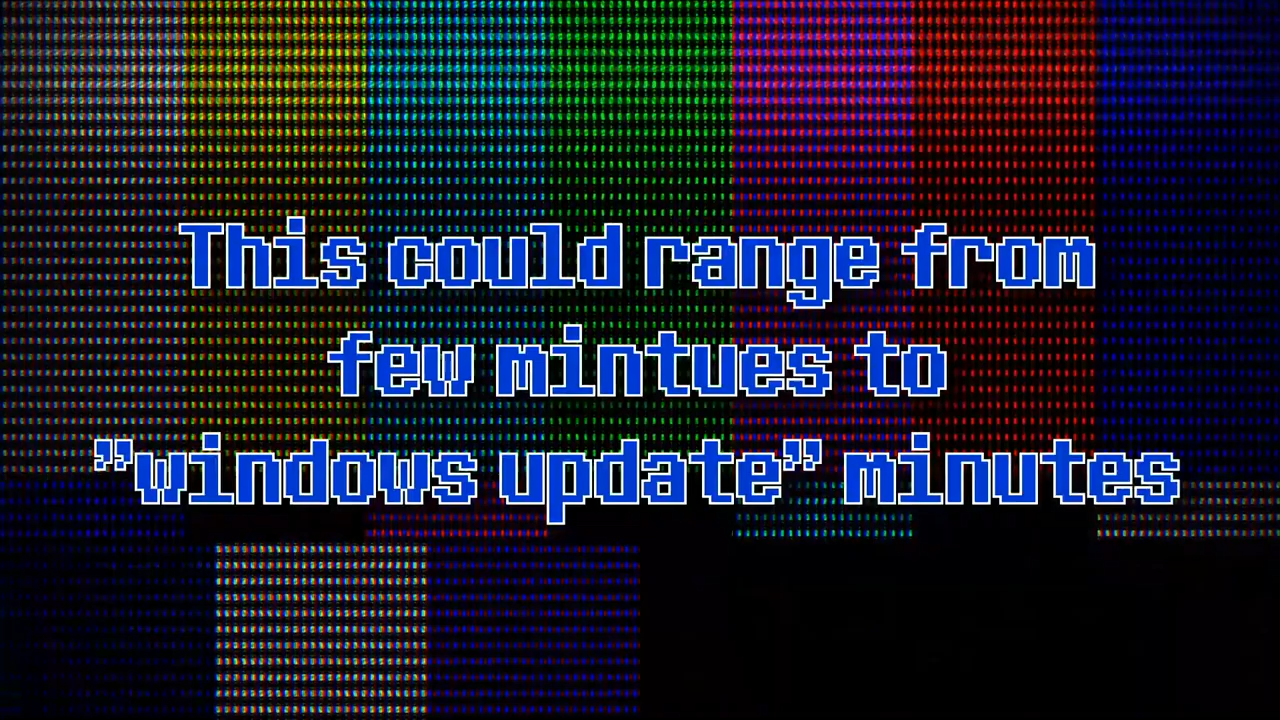 This could range from
few mintues to
”windows update” minutes